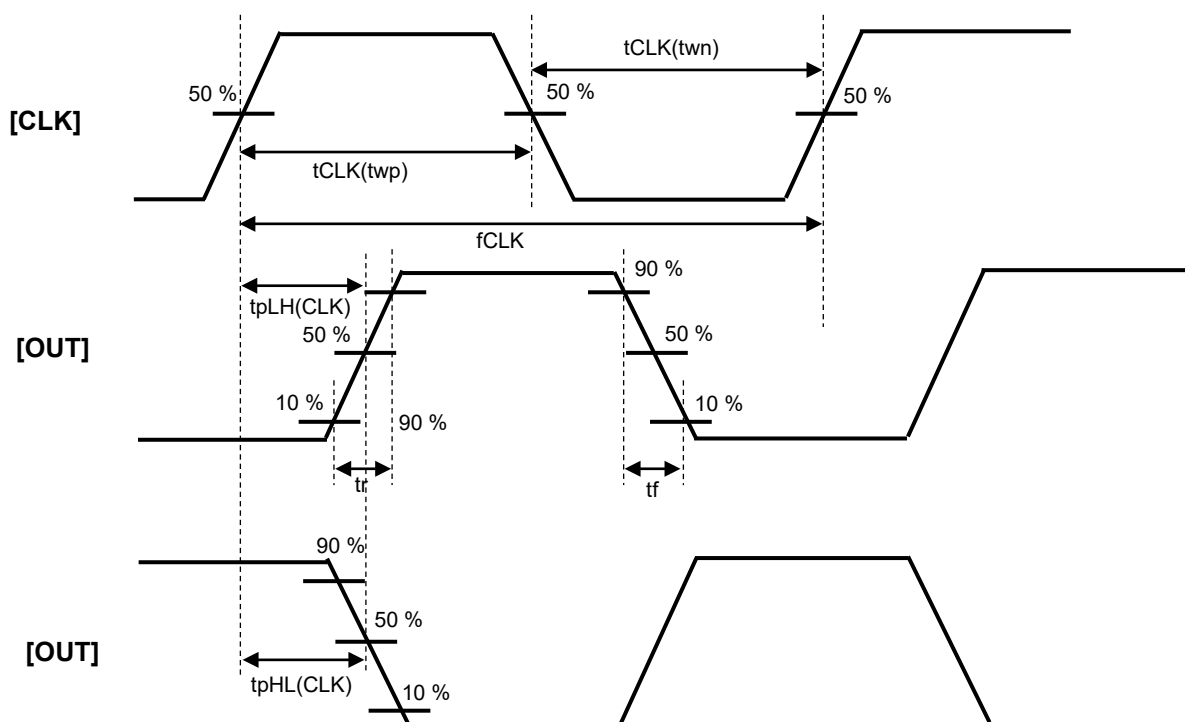 tCLK(twn)
50 %
50 %
50 %
[CLK]
tCLK(twp)
fCLK
90 %
tpLH(CLK)
50 %
50 %
[OUT]
10 %
90 %
10 %
tr
tf
90 %
50 %
[OUT]
tpHL(CLK)
10 %